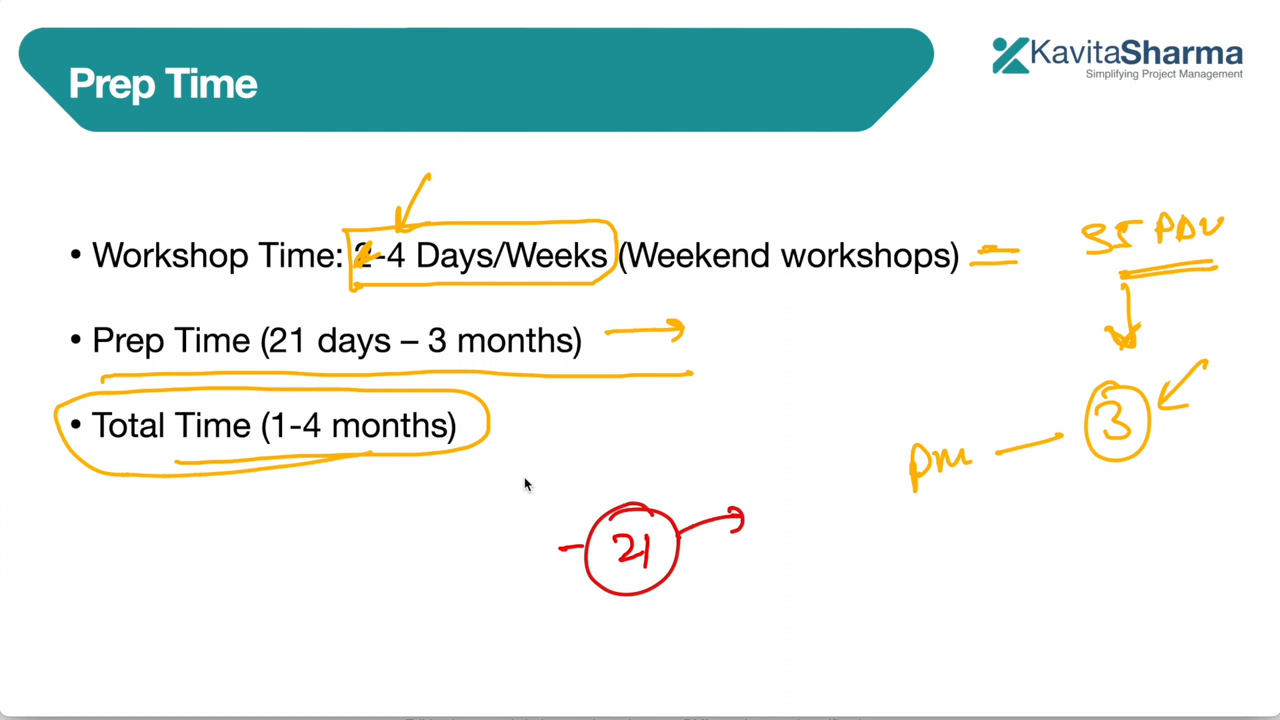 Prep Time
KavitaSharma
Simplifying Project Management
• Workshop Time: 2-4 Days/Weeks (Weekend workshops)
35 PDU
• Prep Time (21 days – 3 months)
• Total Time (1-4 months)
3
pm
21